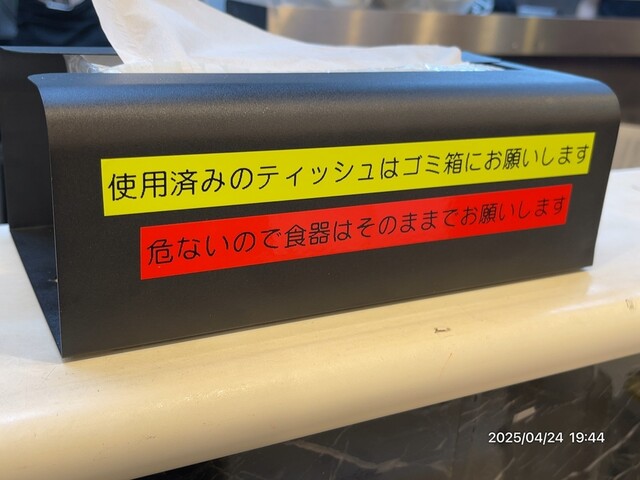 使用済みのティッシュはゴミ箱にお願いします
危ないので食器はそのままでお願いします
2025/04/24 19:44